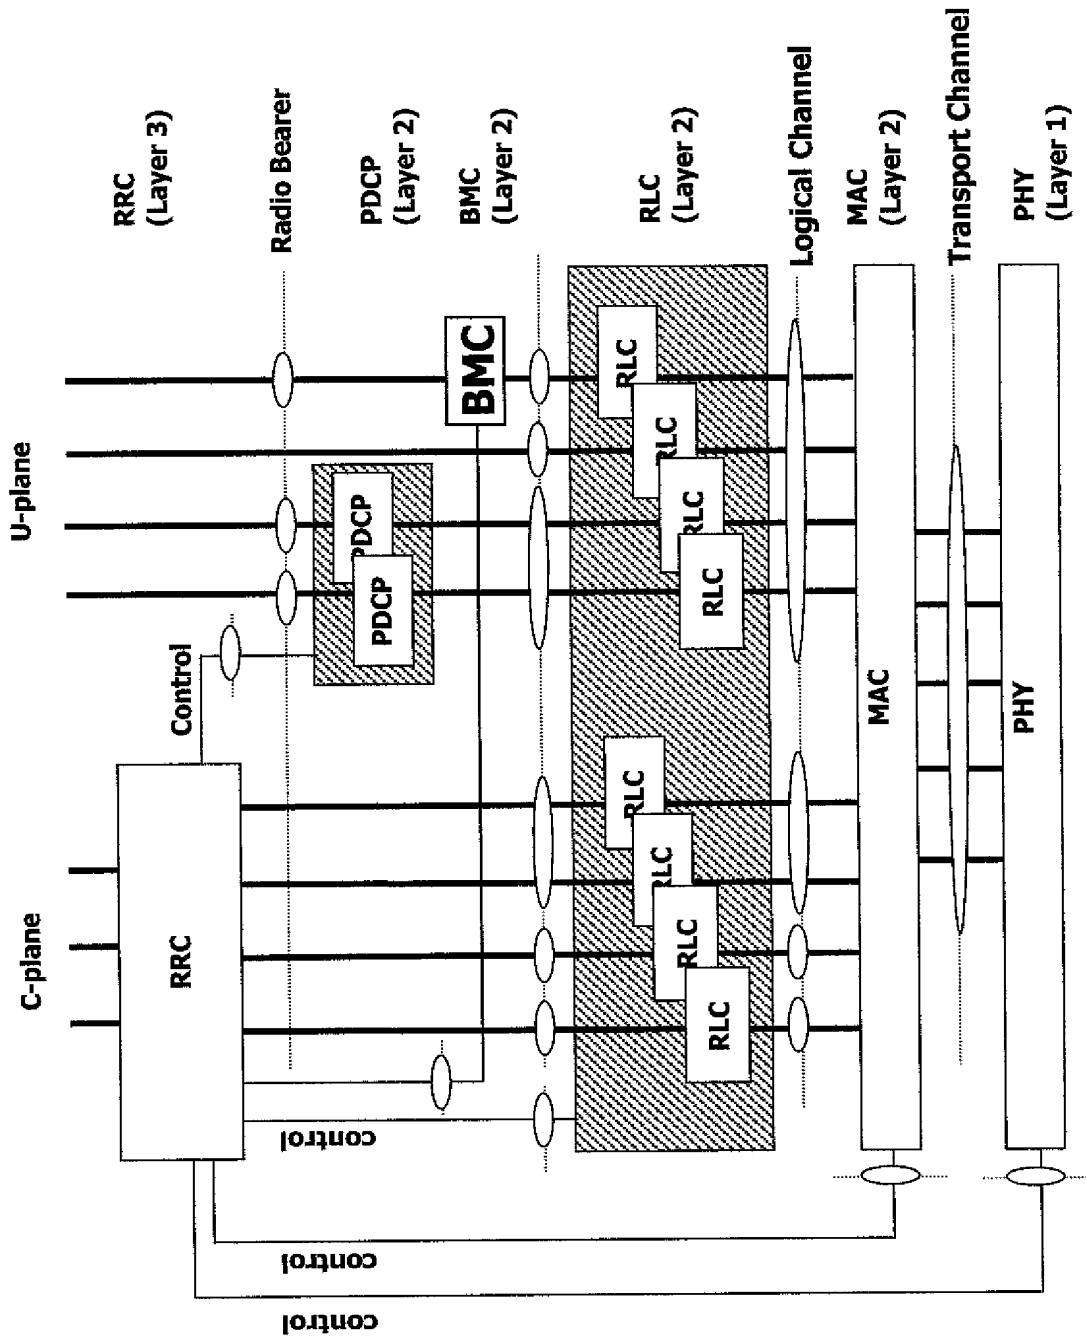 C-plane
U-plane
RRC
Control
RRC
(Layer 3)
Radio Bearer
PDCP
PDCP
PDCP
(Layer 2)
BMC
BMC
(Layer 2)
control
control
control
RLC
RLC
RLC
RLC
RLC
RLC
RLC
RLC
RLC
(Layer 2)
Logical Channel
MAC
MAC
(Layer 2)
Transport Channel
PHY
PHY
(Layer 1)